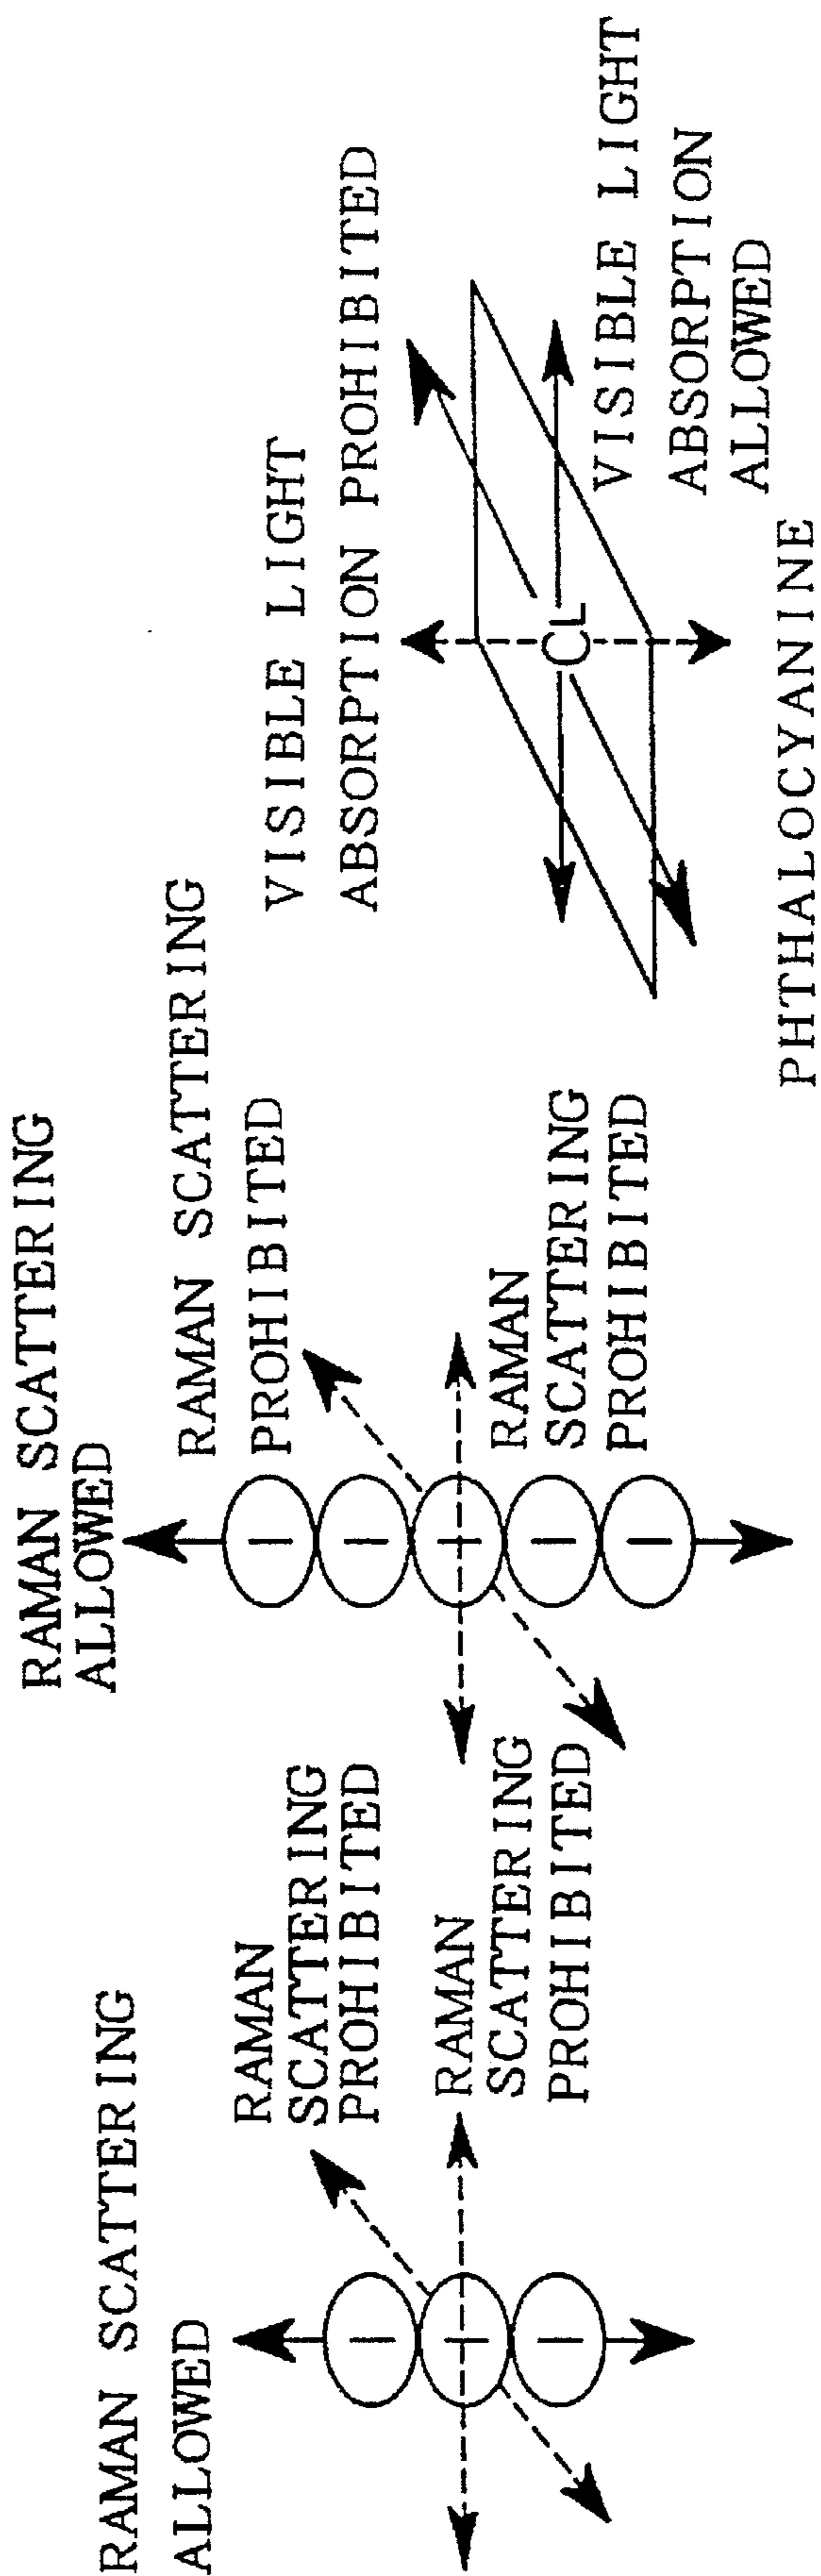 RAMAN SCATTERING
ALLOWED
RAMAN
SCATTERING
PROHIBITED
RAMAN
SCATTERING
PROHIBITED
−
+
−
RAMAN SCATTERING
ALLOWED
RAMAN SCATTERING
PROHIBITED
RAMAN
SCATTERING
PROHIBITED
−
−
+
−
−
VISIBLE LIGHT
ABSORPTION PROHIBITED
CL
VISIBLE LIGHT
ABSORPTION
ALLOWED
PHTHALOCYANINE